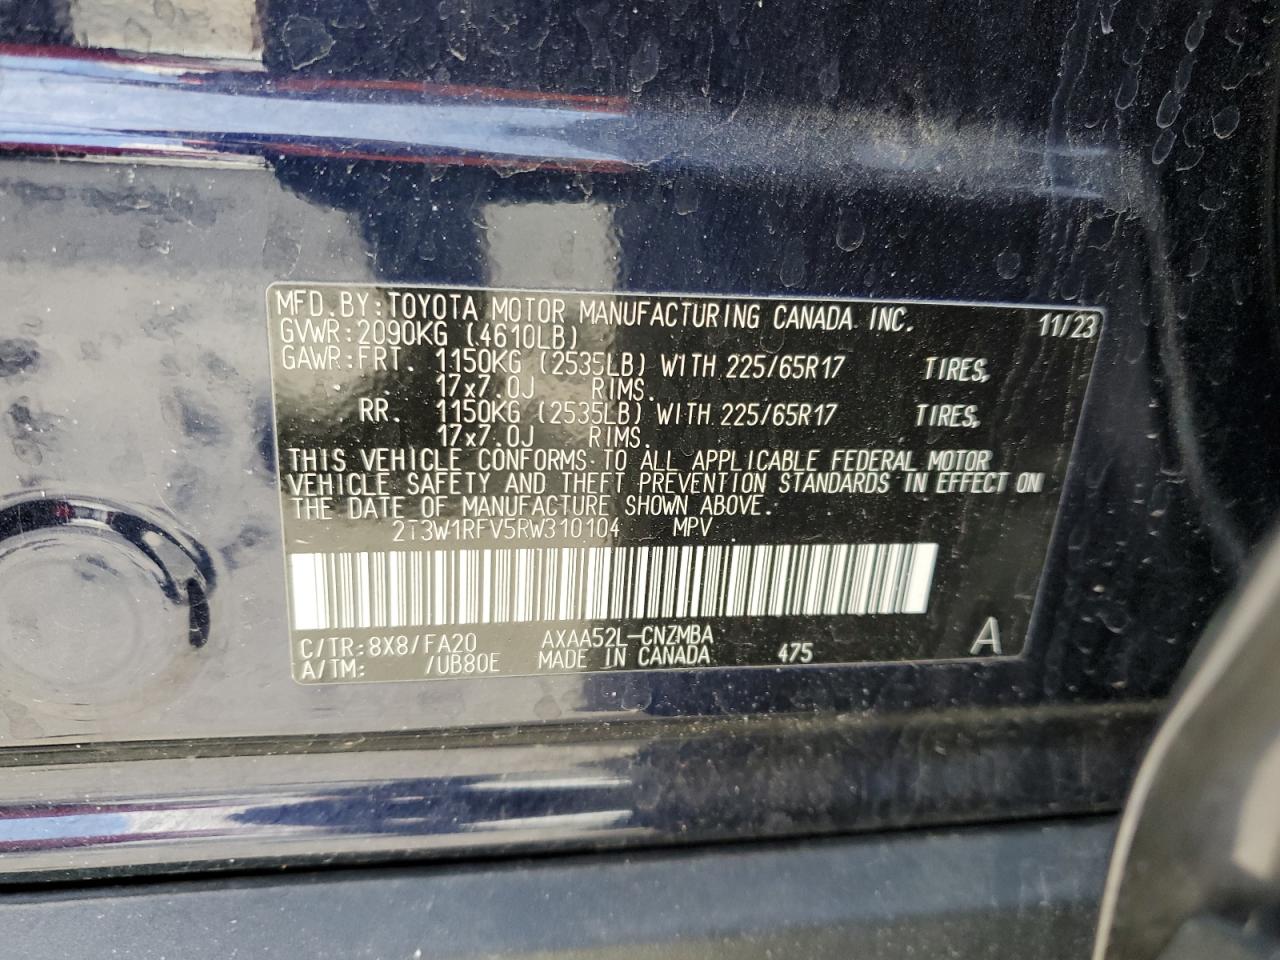 MFD.BY:TOYOTA MOTOR MANUFACTURING CANADA INC. 11/23
GVWR:2090KG (4610LB)
GAWR:FRT. 1150KG (2535LB) WITH 225/65R17 TIRES,
17x7.0J RIMS.
RR. 1150KG (2535LB) WITH 225/65R17 TIRES,
17x7.0J RIMS.
THIS VEHICLE CONFORMS TO ALL APPLICABLE FEDERAL MOTOR
VEHICLE SAFETY AND THEFT PREVENTION STANDARDS IN EFFECT ON
THE DATE OF MANUFACTURE SHOWN ABOVE.
2T3W1RFV5RW310104 MPV
C/TR:8X8/FA20 AXAA52L-CNZMBA A
A/TM: /UB80E MADE IN CANADA 475